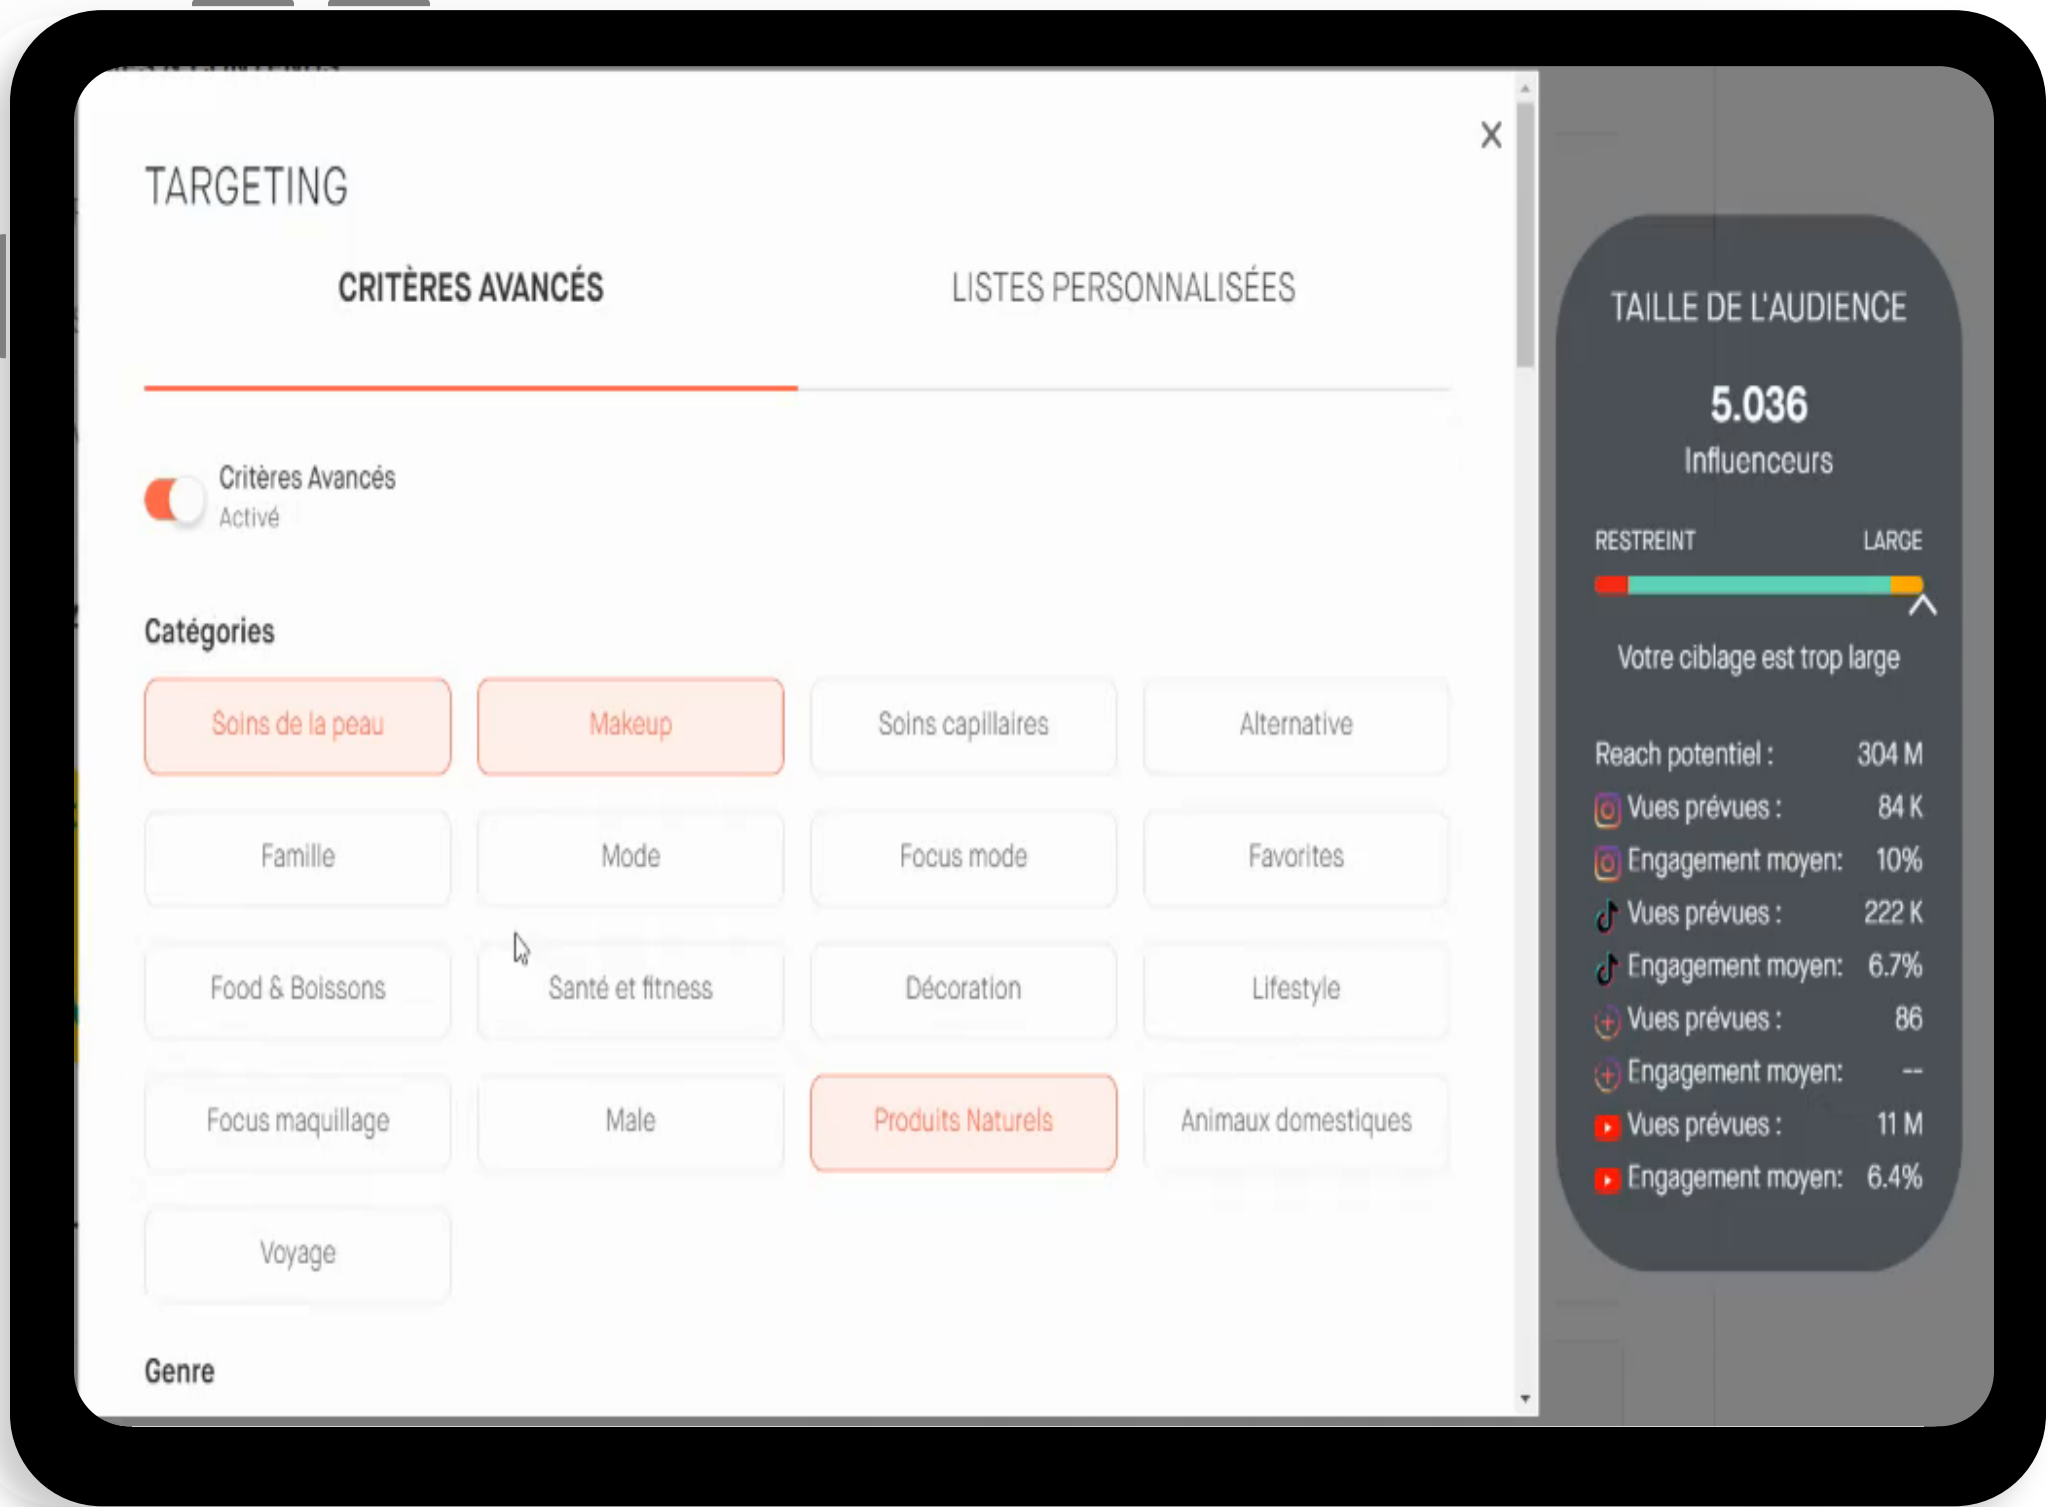 TARGETING
X
CRITÈRES AVANCÉS
LISTES PERSONNALISÉES
Critères Avancés
Activé
Catégories
Soins de la peau
Makeup
Soins capillaires
Alternative
Famille
Mode
Focus mode
Favorites
Food & Boissons
Santé et fitness
Décoration
Lifestyle
Focus maquillage
Male
Produits Naturels
Animaux domestiques
Voyage
Genre
TAILLE DE L'AUDIENCE
5.036
Influenceurs
RESTREINT LARGE
Votre ciblage est trop large
Reach potentiel : 304 M
Vues prévues : 84 K
Engagement moyen: 10%
Vues prévues : 222 K
Engagement moyen: 6.7%
Vues prévues : 86
Engagement moyen: --
Vues prévues : 11 M
Engagement moyen: 6.4%